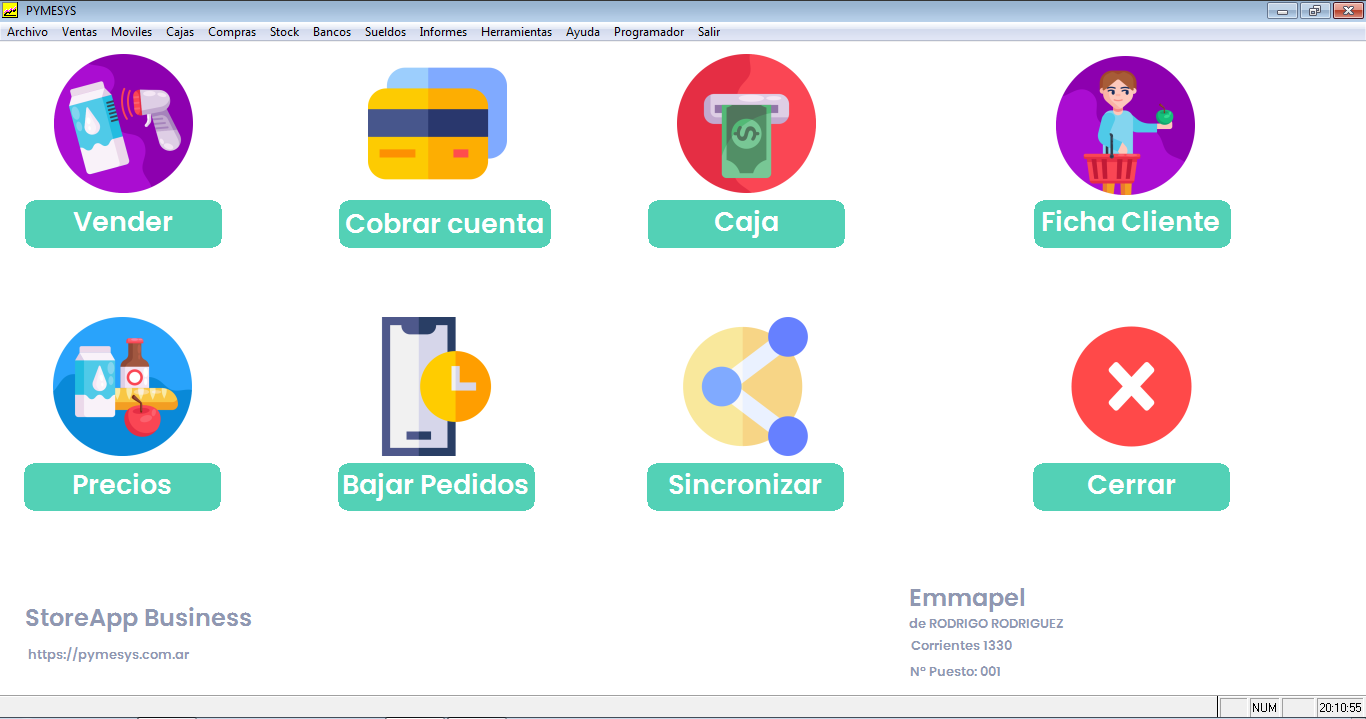 PYMESYS
Archivo Ventas Moviles Cajas Compras Stock Bancos Sueldos Informes Herramientas Ayuda Programador Salir
Vender Cobrar cuenta Caja Ficha Cliente
Precios Bajar Pedidos Sincronizar Cerrar
StoreApp Business
https://pymesys.com.ar
Emmapel
de RODRIGO RODRIGUEZ
Corrientes 1330
Nº Puesto: 001
NUM 20:10:55